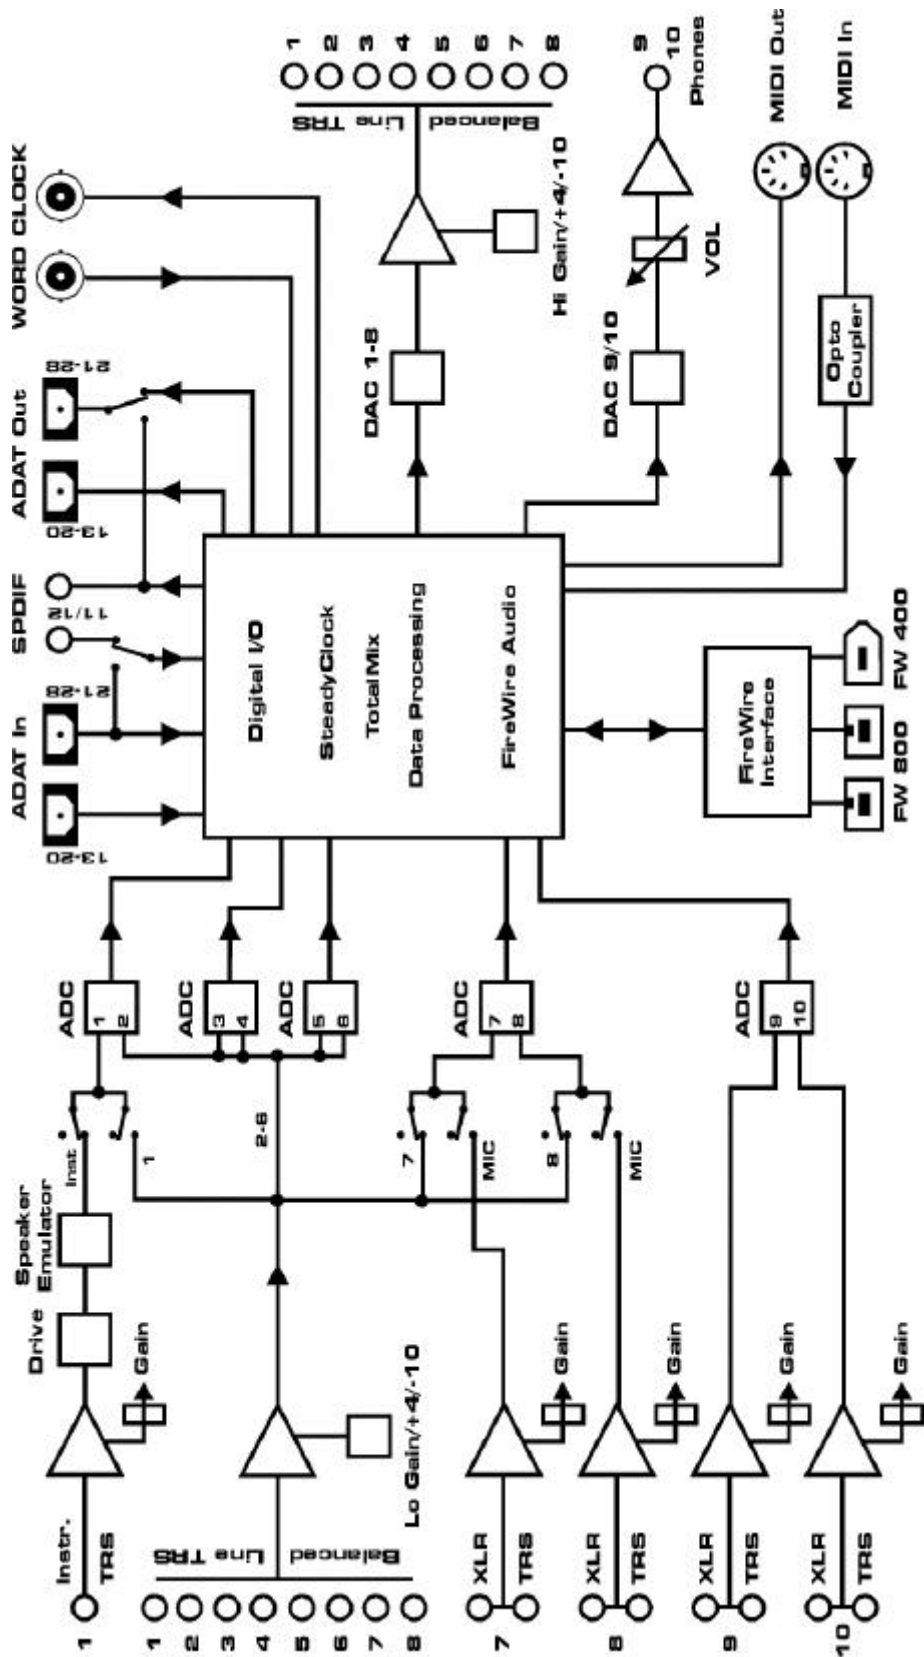 Instr.
TRS
1
Drive
Speaker
Emulator
Gain
Inst
1
ADC
1
2
1
2
3
4
5
6
7
8
Balanced Line TRS
Lo Gain/+4/-10
2-6
ADC
3
4
ADC
5
6
7
XLR
TRS
Gain
7
MIC
ADC
7
8
8
XLR
TRS
Gain
8
MIC
9
XLR
TRS
Gain
10
XLR
TRS
Gain
ADC
9
10
ADAT In
13-20
21-28
SPDIF
11/12
ADAT Out
13-20
21-28
WORD CLOCK
Digital I/O
SteadyClock
TotalMix
Data Processing
FireWire Audio
FireWire
Interface
FW 800
FW 400
DAC 1-8
Hi Gain/+4/-10
Balanced Line TRS
1
2
3
4
5
6
7
8
DAC 9/10
VOL
9
10
Phones
MIDI Out
MIDI In
Opto
Coupler